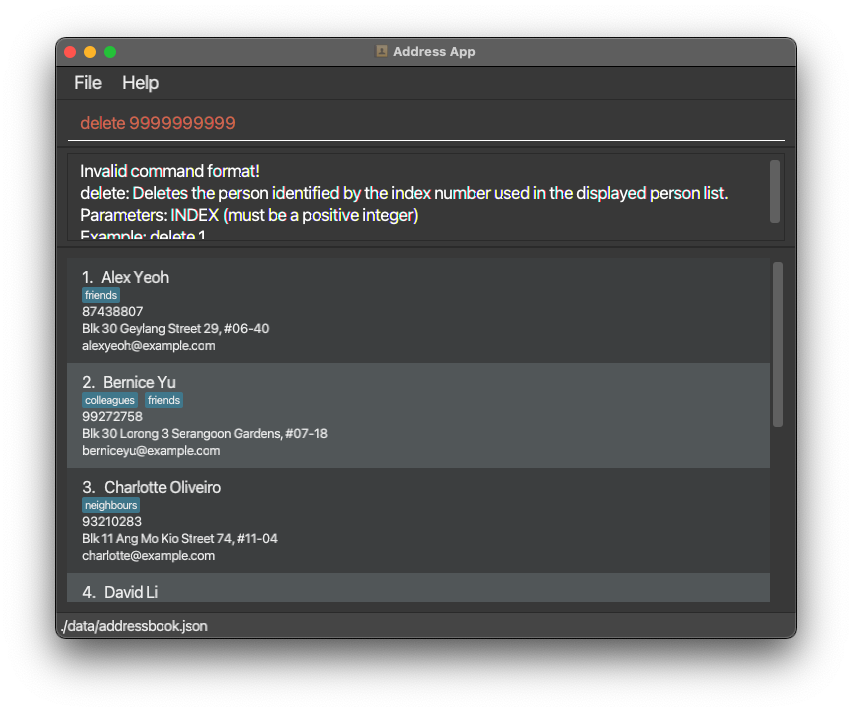 Address App
File Help
delete 9999999999
Invalid command format!
delete: Deletes the person identified by the index number used in the displayed person list.
Parameters: INDEX (must be a positive integer)
Example: delete 1
1. Alex Yeoh
friends
87438807
Blk 30 Geylang Street 29, #06-40
alexyeoh@example.com
2. Bernice Yu
colleagues friends
99272758
Blk 30 Lorong 3 Serangoon Gardens, #07-18
berniceyu@example.com
3. Charlotte Oliveiro
neighbours
93210283
Blk 11 Ang Mo Kio Street 74, #11-04
charlotte@example.com
4. David Li
./data/addressbook.json